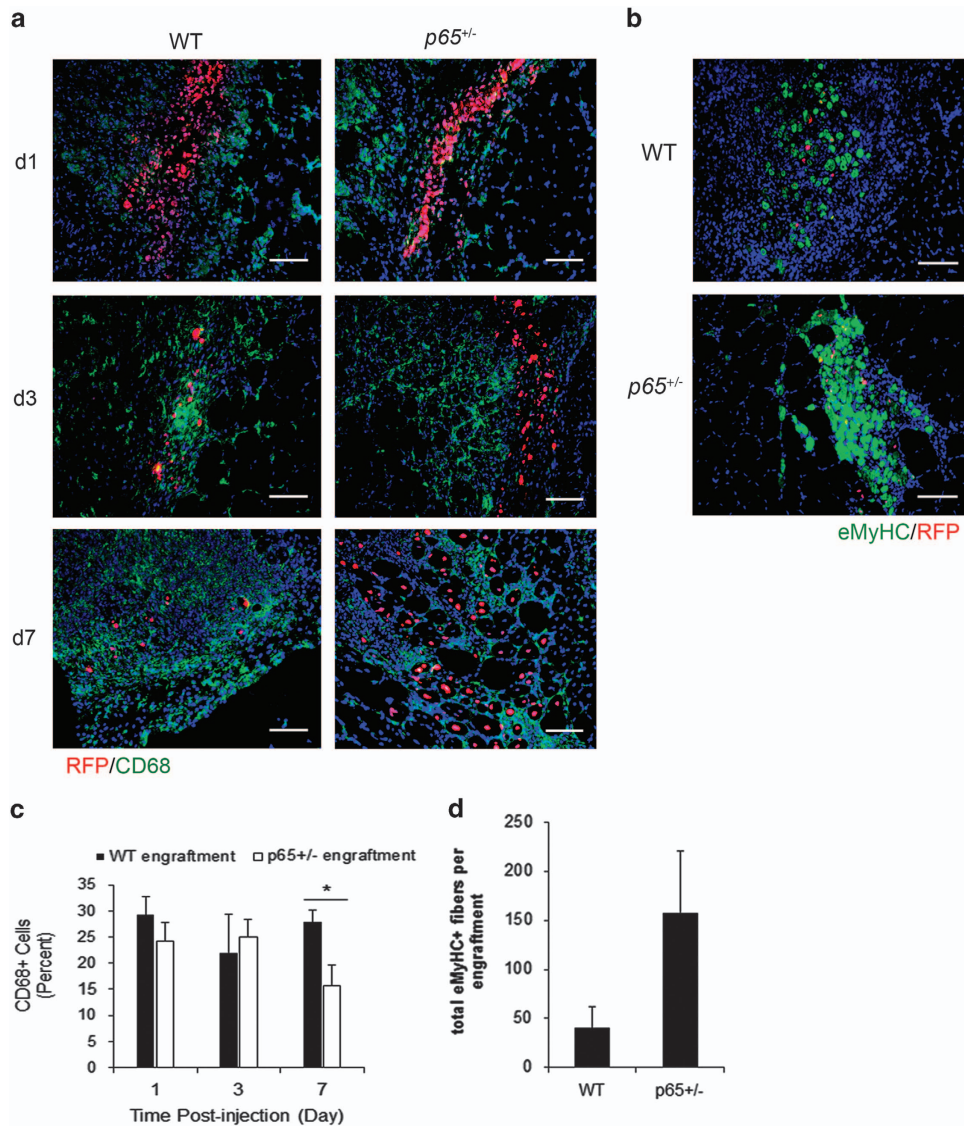 a
WT p65+/-
d1
d3
d7
RFP/CD68
b
WT
p65+/-
eMyHC/RFP
c
WT engraftment p65+/- engraftment
CD68+ Cells
(Percent)
35
30
25
20
15
10
5
0
*
1 3 7
Time Post-injection (Day)
d
total eMyHC+ fibers per
engraftment
250
200
150
100
50
0
WT p65+/-